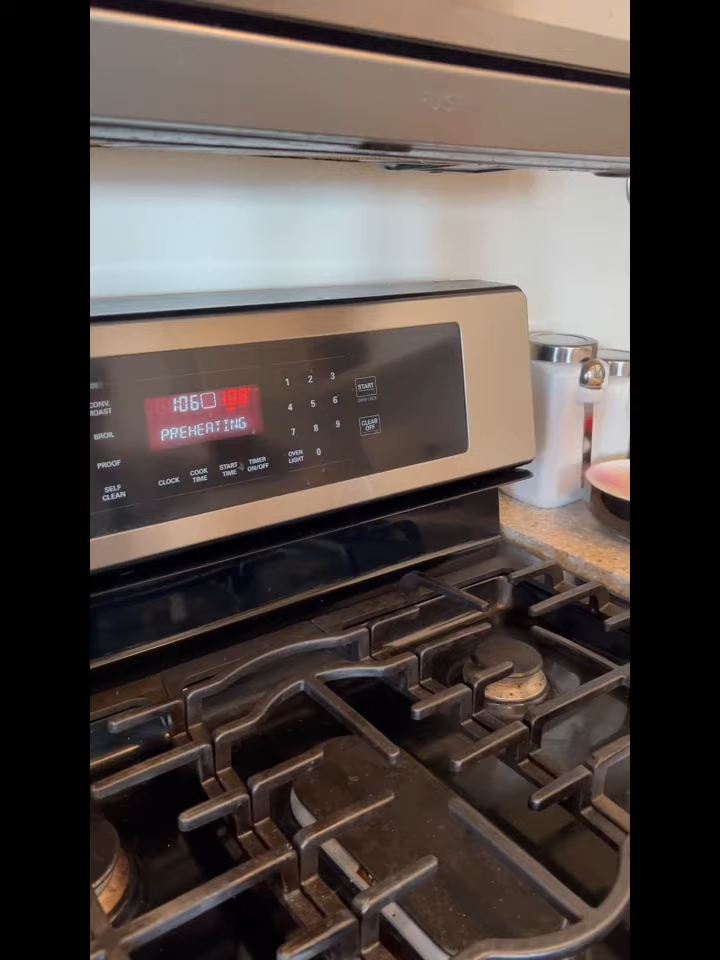 PUSH
106
PREHEATING
CONV.
ROAST
BROIL
PROOF
SELF
CLEAN
CLOCK
COOK
TIME
START
TIME
TIMER
ON/OFF
1 2 3
4 5 6
7 8 9
0
OVEN
LIGHT
START
CLEAR
OFF